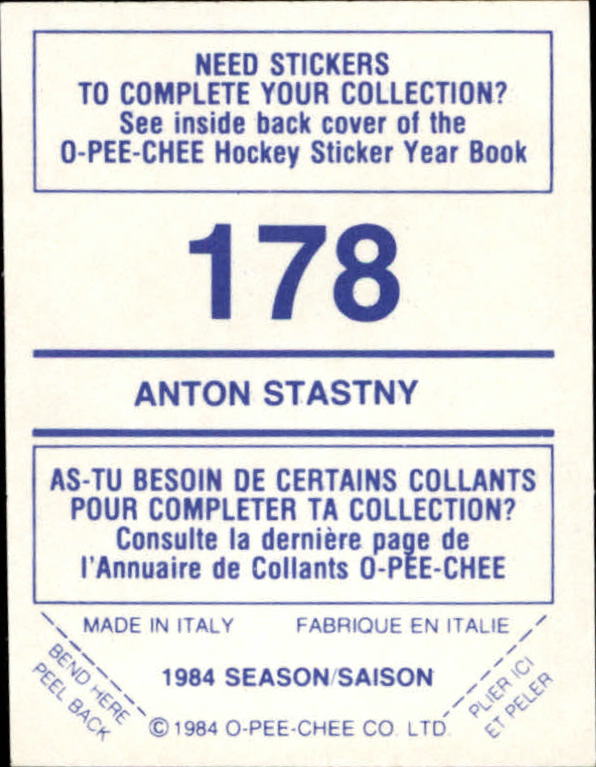 NEED STICKERS
TO COMPLETE YOUR COLLECTION?
See inside back cover of the
O-PEE-CHEE Hockey Sticker Year Book
178
ANTON STASTNY
AS-TU BESOIN DE CERTAINS COLLANTS
POUR COMPLETER TA COLLECTION?
Consulte la dernière page de
l'Annuaire de Collants O-PEE-CHEE
MADE IN ITALY FABRIQUE EN ITALIE
BEND HERE
PEEL BACK
1984 SEASON/SAISON
PLIER ICI
ET PELER
© 1984 O-PEE-CHEE CO. LTD.